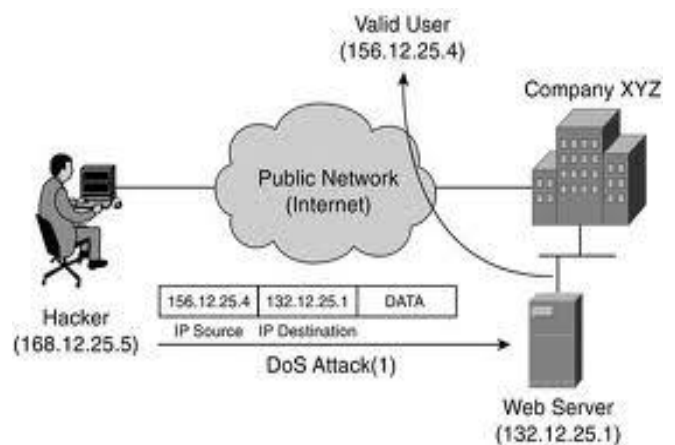 Valid User
(156.12.25.4)
Company XYZ
Public Network
(Internet)
156.12.25.4 132.12.25.1 DATA
IP Source IP Destination
Hacker
(168.12.25.5)
DoS Attack(1)
Web Server
(132.12.25.1)